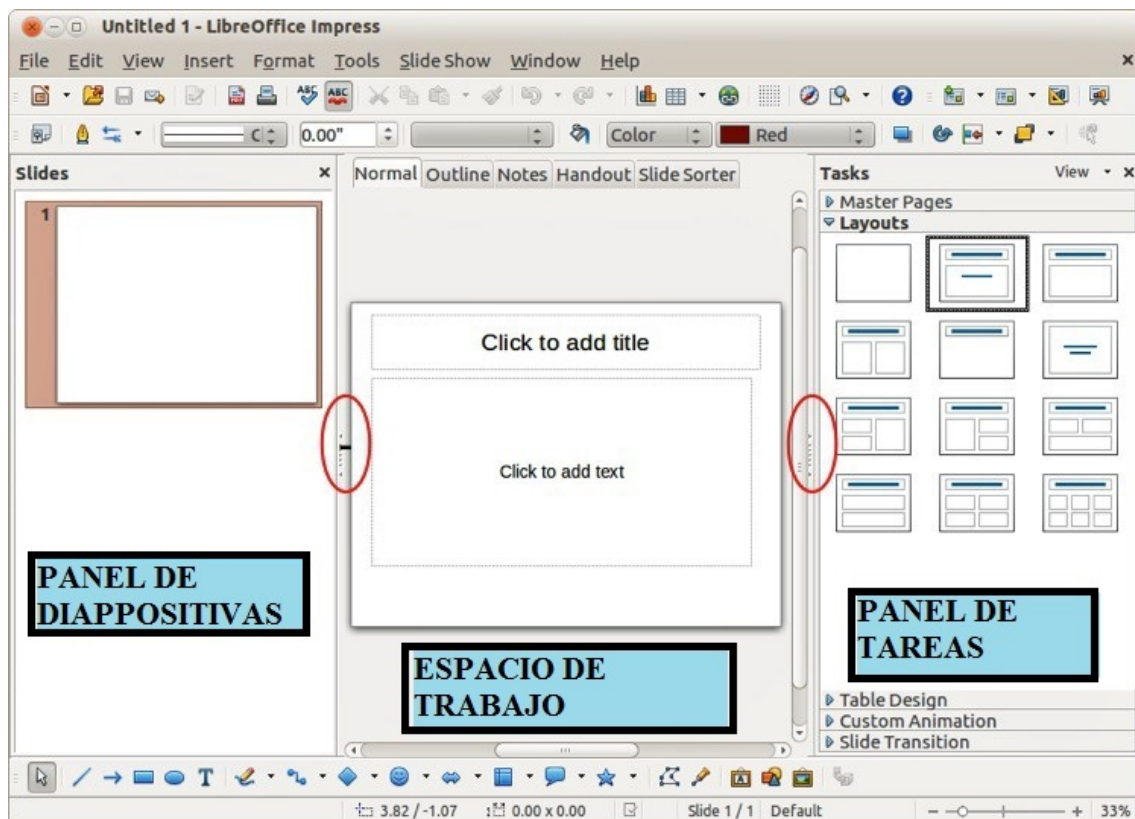 Untitled 1 - LibreOffice Impress
File Edit View Insert Format Tools Slide Show Window Help
ABC ABC
C 0.00" Color Red
Slides
Normal Outline Notes Handout Slide Sorter
Tasks View
1
Master Pages
Layouts
Click to add title
Click to add text
PANEL DE
DIAPPOSITIVAS
ESPACIO DE
TRABAJO
PANEL DE
TAREAS
Table Design
Custom Animation
Slide Transition
T
3.82 / -1.07 0.00 x 0.00 Slide 1 / 1 Default 33%